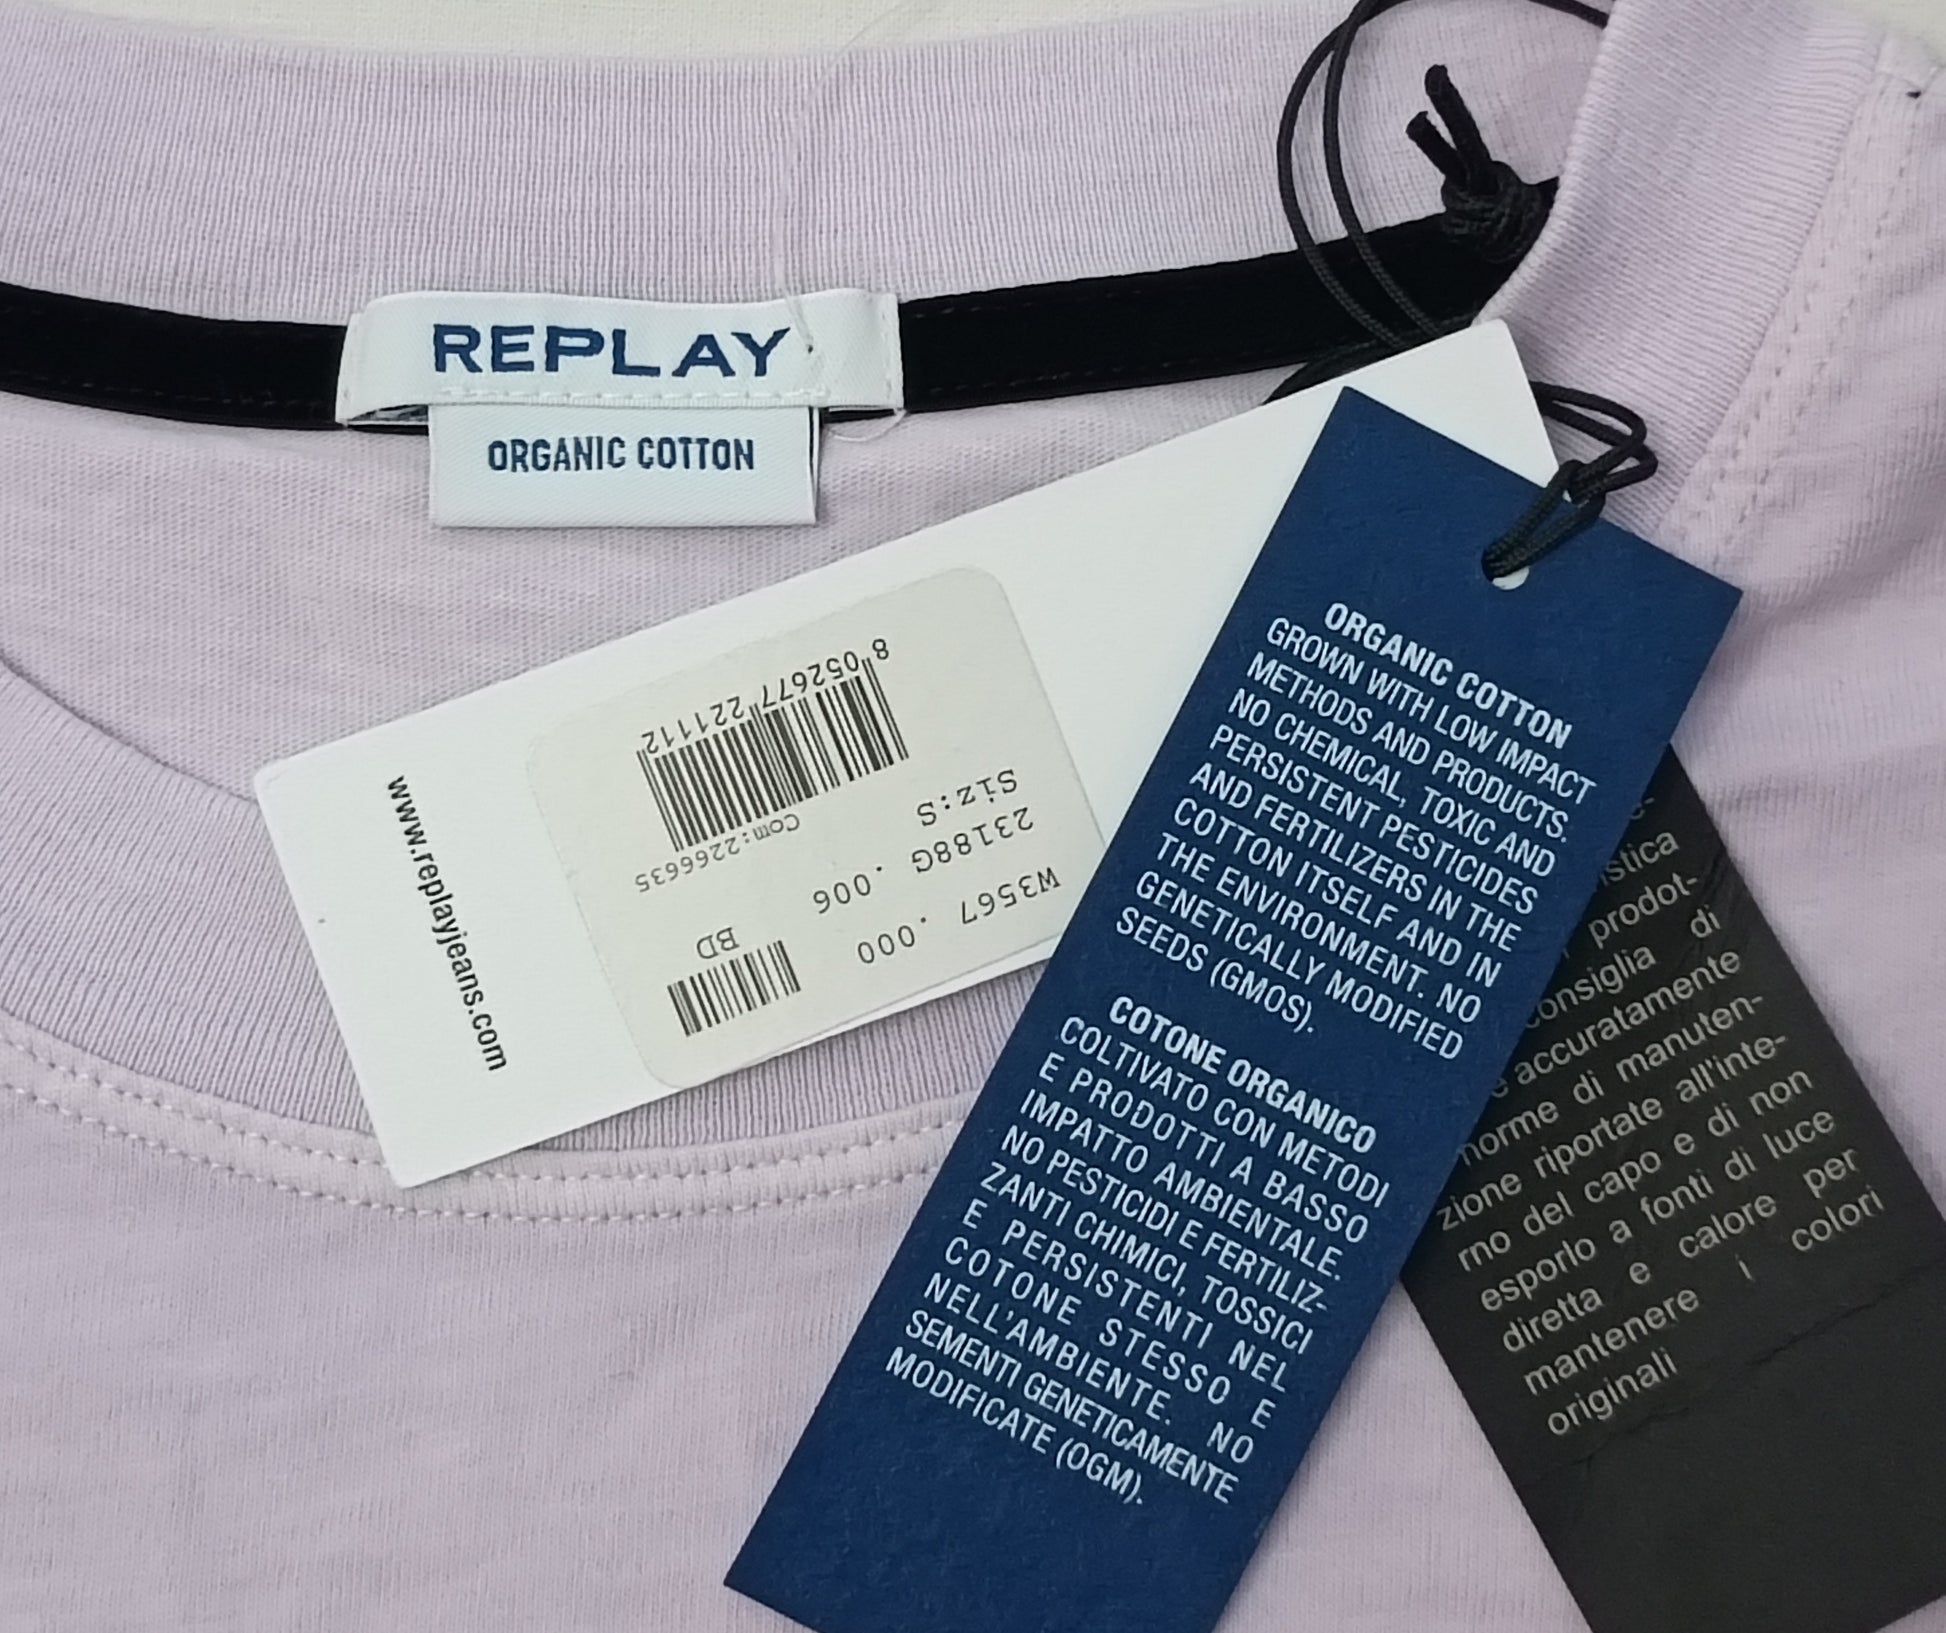 REPLAY
ORGANIC COTTON
www.replayjeans.com
W3567 .000
23188G .006
Siz:S
BD
Com:2266635
8 052677 221112
ORGANIC COTTON
GROWN WITH LOW IMPACT
METHODS AND PRODUCTS.
NO CHEMICAL, TOXIC AND
PERSISTENT PESTICIDES
AND FERTILIZERS IN THE
COTTON ITSELF AND IN
THE ENVIRONMENT. NO
GENETICALLY MODIFIED
SEEDS (GMOS).
COTONE ORGANICO
COLTIVATO CON METODI
E PRODOTTI A BASSO
IMPATTO AMBIENTALE.
NO PESTICIDI E FERTILIZ-
ZANTI CHIMICI, TOSSICI
E PERSISTENTI NEL
COTONE STESSO E
NELL'AMBIENTE. NO
SEMENTI GENETICAMENTE
MODIFICATE (OGM).
prodot-
consiglia di
e accuratamente
norme di manuten-
zione riportate all'inte-
rno del capo e di non
esporlo a fonti di luce
diretta e calore per
mantenere i colori
originali